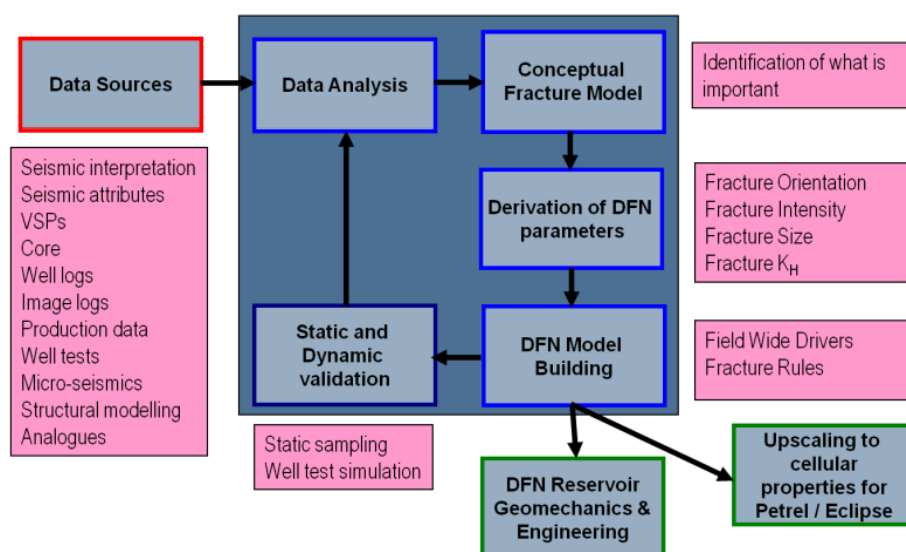 Data Sources
Data Analysis
Conceptual
Fracture Model
Identification of what is
important
Seismic interpretation
Seismic attributes
VSPs
Core
Well logs
Image logs
Production data
Well tests
Micro-seismics
Structural modelling
Analogues
Derivation of DFN
parameters
Fracture Orientation
Fracture Intensity
Fracture Size
Fracture K_H
Static and
Dynamic
validation
DFN Model
Building
Field Wide Drivers
Fracture Rules
Static sampling
Well test simulation
DFN Reservoir
Geomechanics &
Engineering
Upscaling to
cellular
properties for
Petrel / Eclipse